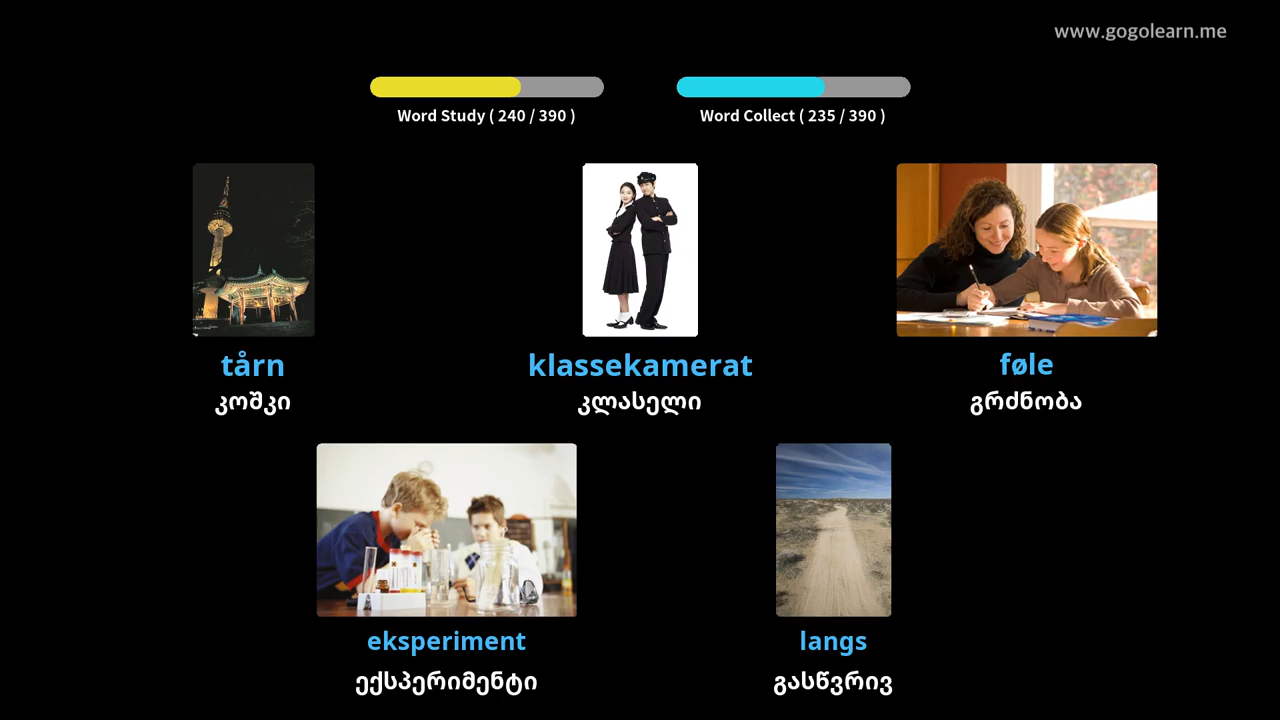 www.gogolearn.me
Word Study ( 240 / 390 )
Word Collect ( 235 / 390 )
tårn
კოშკი
klassekamerat
კლასელი
føle
გრძნობა
eksperiment
ექსპერიმენტი
langs
გასწვრივ